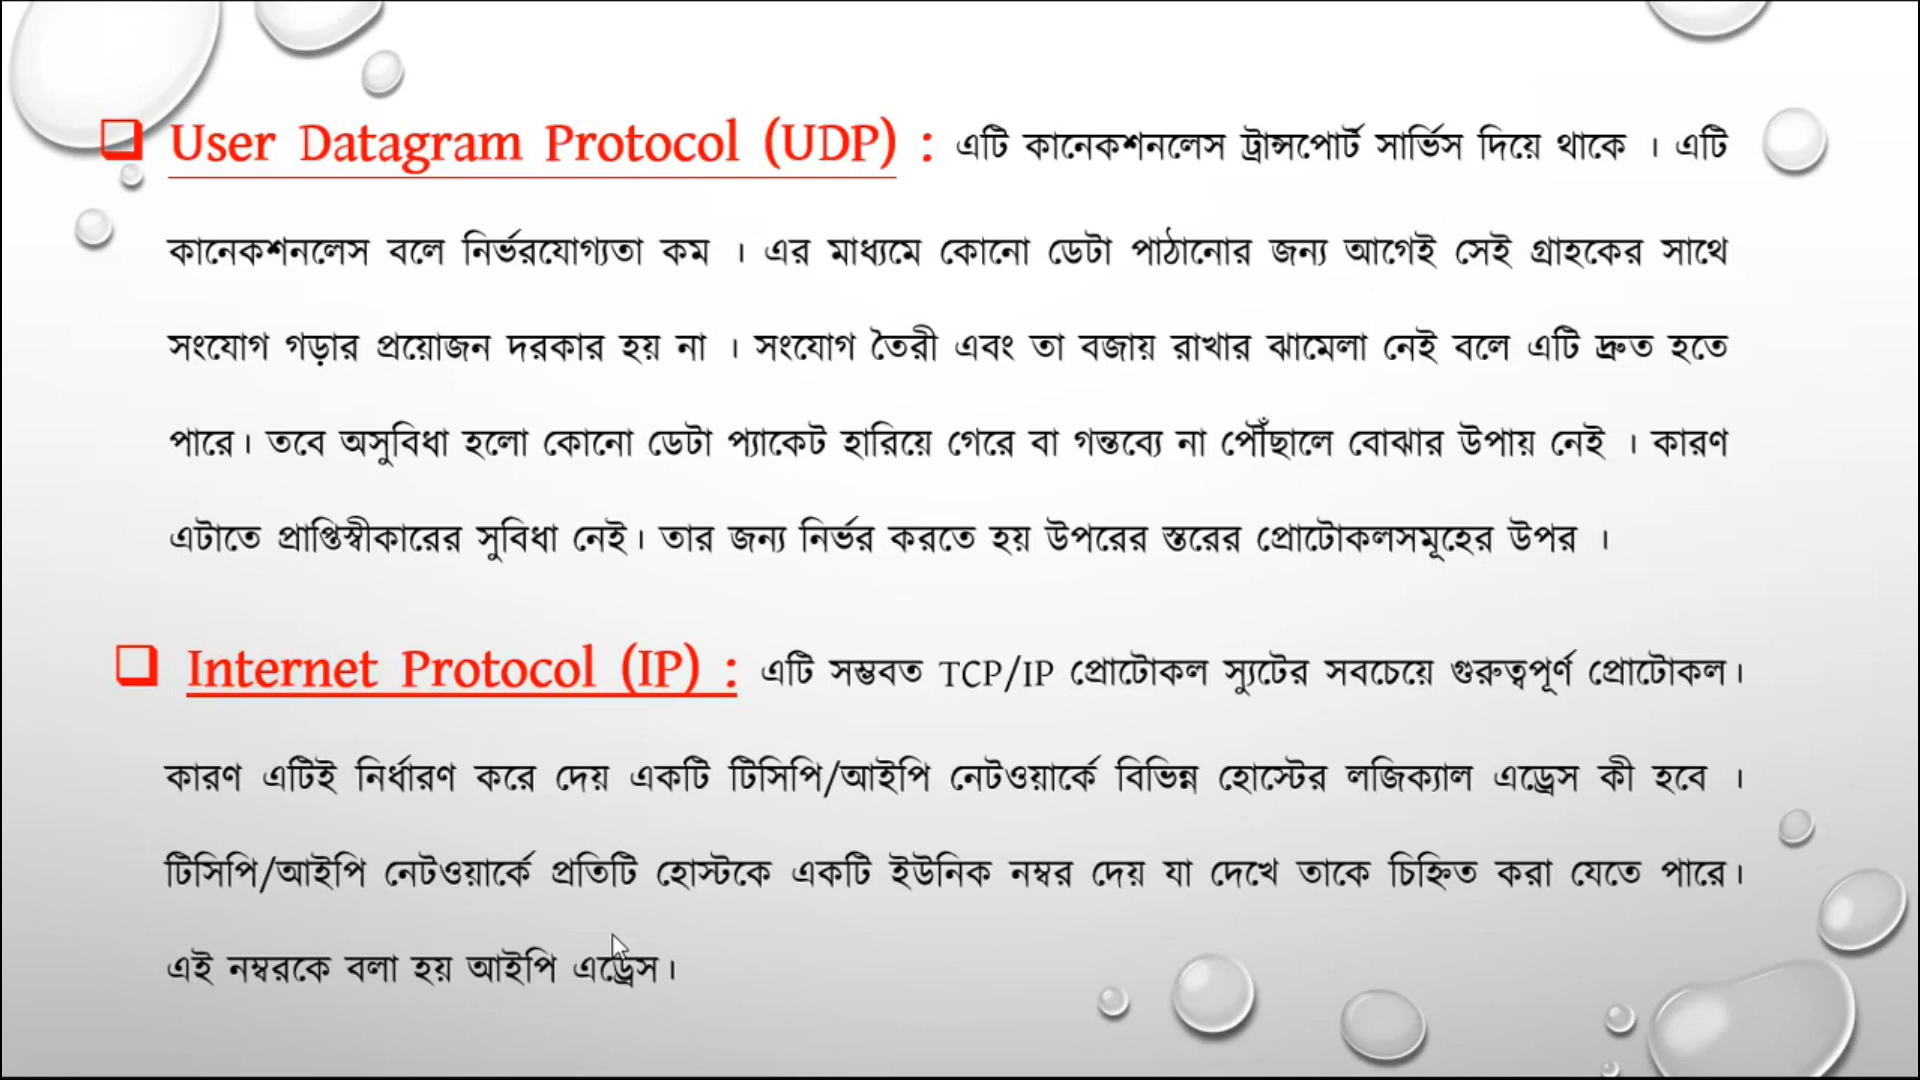 User Datagram Protocol (UDP) : এটি কানেকশনলেস ট্রান্সপোর্ট সার্ভিস দিয়ে থাকে । এটি
কানেকশনলেস বলে নির্ভরযোগ্যতা কম । এর মাধ্যমে কোনো ডেটা পাঠানোর জন্য আগেই সেই গ্রাহকের সাথে
সংযোগ গড়ার প্রয়োজন দরকার হয় না । সংযোগ তৈরী এবং তা বজায় রাখার ঝামেলা নেই বলে এটি দ্রুত হতে
পারে। তবে অসুবিধা হলো কোনো ডেটা প্যাকেট হারিয়ে গেরে বা গন্তব্যে না পৌঁছালে বোঝার উপায় নেই । কারণ
এটাতে প্রাপ্তিস্বীকারের সুবিধা নেই। তার জন্য নির্ভর করতে হয় উপরের স্তরের প্রোটোকলসমূহের উপর ।
Internet Protocol (IP) : এটি সম্ভবত TCP/IP প্রোটোকল স্যুটের সবচেয়ে গুরুত্বপূর্ণ প্রোটোকল।
কারণ এটিই নির্ধারণ করে দেয় একটি টিসিপি/আইপি নেটওয়ার্কে বিভিন্ন হোস্টের লজিক্যাল এড্রেস কী হবে ।
টিসিপি/আইপি নেটওয়ার্কে প্রতিটি হোস্টকে একটি ইউনিক নম্বর দেয় যা দেখে তাকে চিহ্নিত করা যেতে পারে।
এই নম্বরকে বলা হয় আইপি এড্রেস।